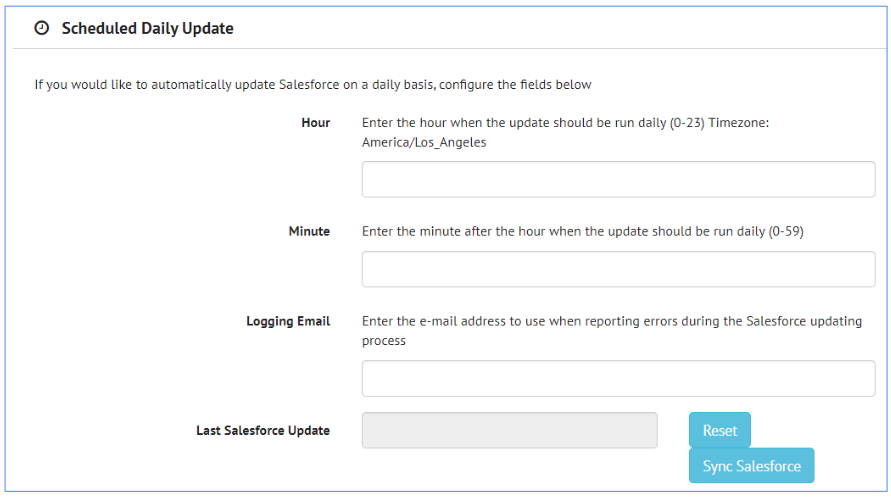 Scheduled Daily Update
If you would like to automatically update Salesforce on a daily basis, configure the fields below
Hour
Enter the hour when the update should be run daily (0-23) Timezone:
America/Los_Angeles
Minute
Enter the minute after the hour when the update should be run daily (0-59)
Logging Email
Enter the e-mail address to use when reporting errors during the Salesforce updating
process
Last Salesforce Update
Reset
Sync Salesforce